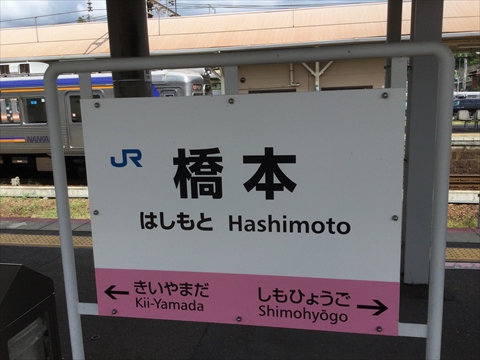 NANKAI
JR
橋本
はしもと Hashimoto
← きいやまだ
Kii-Yamada
しもひょうご →
Shimohyōgo